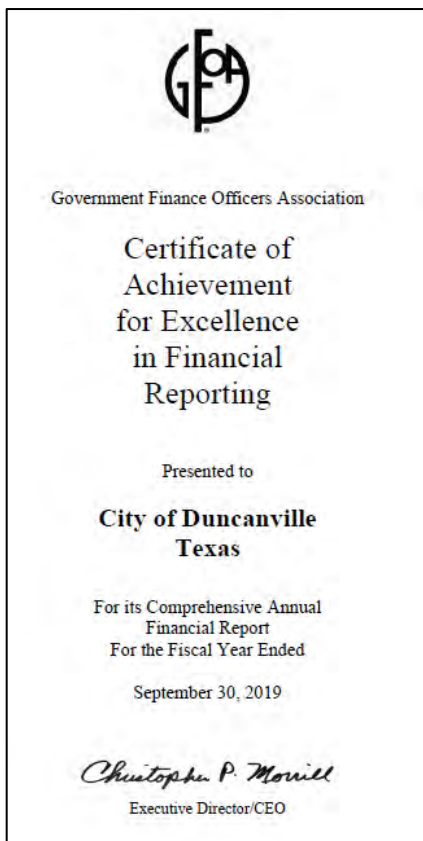 GFOA
Government Finance Officers Association
Certificate of
Achievement
for Excellence
in Financial
Reporting
Presented to
City of Duncanville
Texas
For its Comprehensive Annual
Financial Report
For the Fiscal Year Ended
September 30, 2019
Christopher P. Morrill
Executive Director/CEO